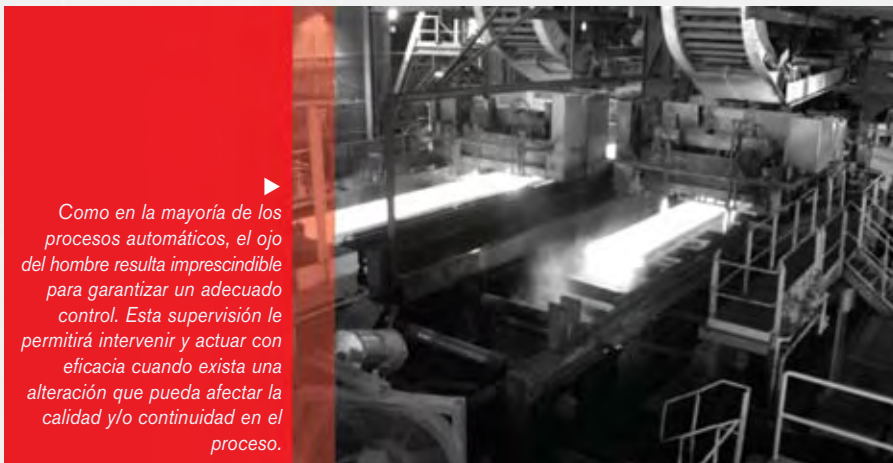 Como en la mayoría de los
procesos automáticos, el ojo
del hombre resulta imprescindible
para garantizar un adecuado
control. Esta supervisión le
permitirá intervenir y actuar con
eficacia cuando exista una
alteración que pueda afectar la
calidad y/o continuidad en el
proceso.